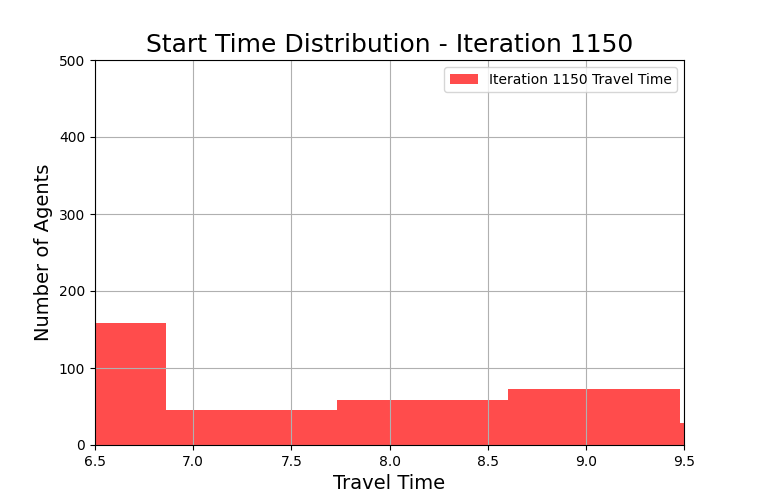 Start Time Distribution - Iteration 1150
Iteration 1150 Travel Time
Number of Agents
500
400
300
200
100
0
6.5 7.0 7.5 8.0 8.5 9.0 9.5
Travel Time